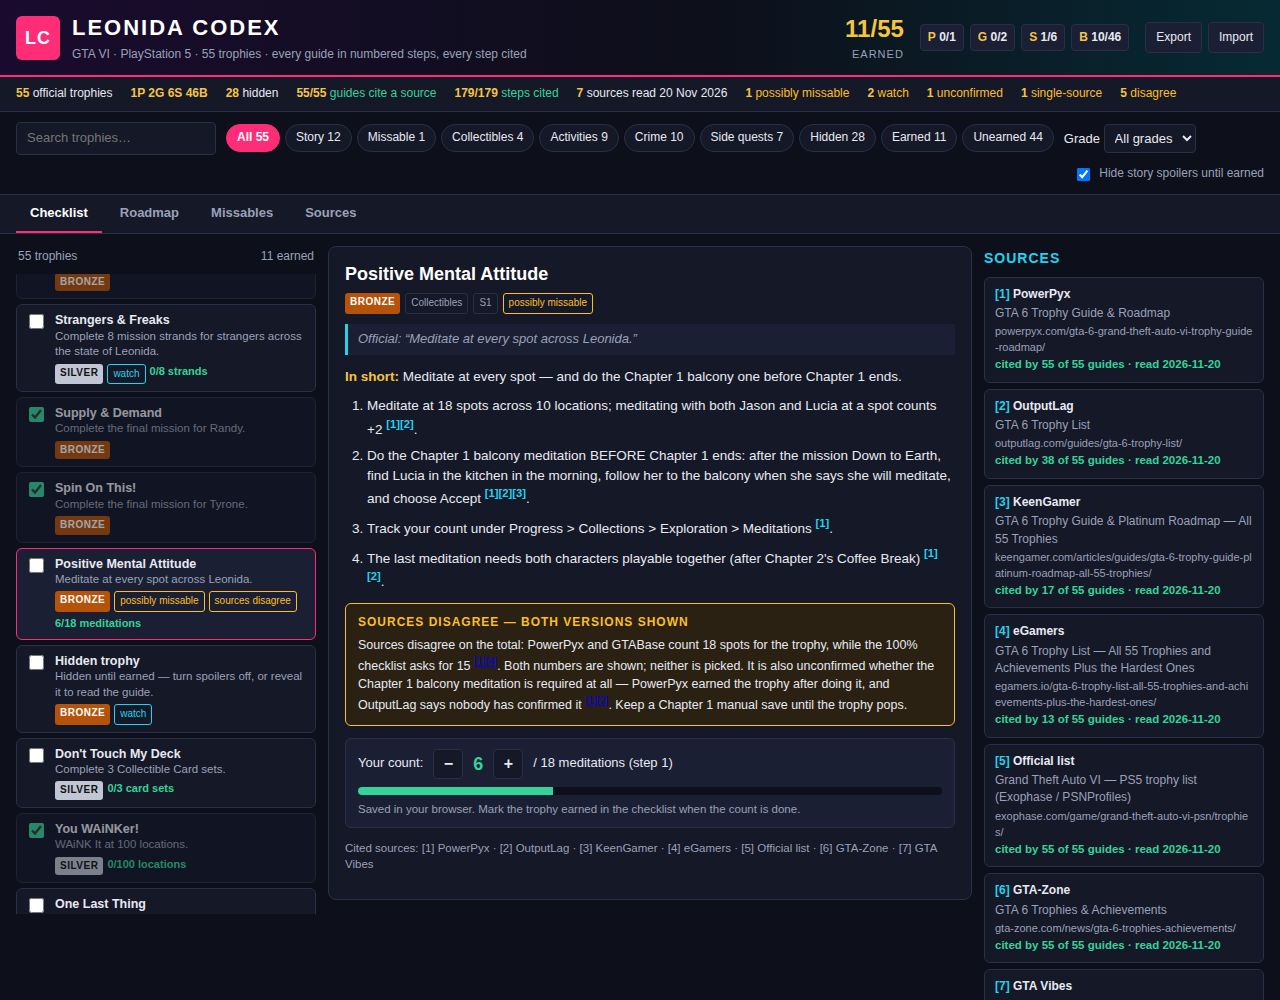 LC
LEONIDA CODEX
GTA VI · PlayStation 5 · 55 trophies · every guide in numbered steps, every step cited
11/55
EARNED
P 0/1
G 0/2
S 1/6
B 10/46
Export
Import
55 official trophies
1P 2G 6S 46B
28 hidden
55/55 guides cite a source
179/179 steps cited
7 sources read 20 Nov 2026
1 possibly missable
2 watch
1 unconfirmed
1 single-source
5 disagree
Search trophies…
All 55
Story 12
Missable 1
Collectibles 4
Activities 9
Crime 10
Side quests 7
Hidden 28
Earned 11
Unearned 44
Grade
All grades
Hide story spoilers until earned
Checklist
Roadmap
Missables
Sources
55 trophies
11 earned
BRONZE
Strangers & Freaks
Complete 8 mission strands for strangers across
the state of Leonida.
SILVER
watch
0/8 strands
Supply & Demand
Complete the final mission for Randy.
BRONZE
Spin On This!
Complete the final mission for Tyrone.
BRONZE
Positive Mental Attitude
Meditate at every spot across Leonida.
BRONZE
possibly missable
sources disagree
6/18 meditations
Hidden trophy
Hidden until earned — turn spoilers off, or reveal
it to read the guide.
BRONZE
watch
Don't Touch My Deck
Complete 3 Collectible Card sets.
SILVER
0/3 card sets
You WAiNKer!
WAiNK It at 100 locations.
SILVER
0/100 locations
One Last Thing
Positive Mental Attitude
BRONZE
Collectibles
S1
possibly missable
Official: “Meditate at every spot across Leonida.”
In short: Meditate at every spot — and do the Chapter 1 balcony one before Chapter 1 ends.
1. Meditate at 18 spots across 10 locations; meditating with both Jason and Lucia at a spot counts
+2 [1][2].
2. Do the Chapter 1 balcony meditation BEFORE Chapter 1 ends: after the mission Down to Earth,
find Lucia in the kitchen in the morning, follow her to the balcony when she says she will meditate,
and choose Accept [1][2][3].
3. Track your count under Progress > Collections > Exploration > Meditations [1].
4. The last meditation needs both characters playable together (after Chapter 2's Coffee Break) [1]
[2].
SOURCES DISAGREE — BOTH VERSIONS SHOWN
Sources disagree on the total: PowerPyx and GTABase count 18 spots for the trophy, while the 100%
checklist asks for 15 . Both numbers are shown; neither is picked. It is also unconfirmed whether the
Chapter 1 balcony meditation is required at all — PowerPyx earned the trophy after doing it, and
OutputLag says nobody has confirmed it [1][2]. Keep a Chapter 1 manual save until the trophy pops.
Your count:
−
6
+
/ 18 meditations (step 1)
Saved in your browser. Mark the trophy earned in the checklist when the count is done.
Cited sources: [1] PowerPyx · [2] OutputLag · [3] KeenGamer · [4] eGamers · [5] Official list · [6] GTA-Zone · [7] GTA
Vibes
SOURCES
[1] PowerPyx
GTA 6 Trophy Guide & Roadmap
powerpyx.com/gta-6-grand-theft-auto-vi-trophy-guide
-roadmap/
cited by 55 of 55 guides · read 2026-11-20
[2] OutputLag
GTA 6 Trophy List
outputlag.com/guides/gta-6-trophy-list/
cited by 38 of 55 guides · read 2026-11-20
[3] KeenGamer
GTA 6 Trophy Guide & Platinum Roadmap — All
55 Trophies
keengamer.com/articles/guides/gta-6-trophy-guide-pl
atinum-roadmap-all-55-trophies/
cited by 17 of 55 guides · read 2026-11-20
[4] eGamers
GTA 6 Trophy List — All 55 Trophies and
Achievements Plus the Hardest Ones
egamers.io/gta-6-trophy-list-all-55-trophies-and-achi
evements-plus-the-hardest-ones/
cited by 13 of 55 guides · read 2026-11-20
[5] Official list
Grand Theft Auto VI — PS5 trophy list
(Exophase / PSNProfiles)
exophase.com/game/grand-theft-auto-vi-psn/trophie
s/
cited by 55 of 55 guides · read 2026-11-20
[6] GTA-Zone
GTA 6 Trophies & Achievements
gta-zone.com/news/gta-6-trophies-achievements/
cited by 55 of 55 guides · read 2026-11-20
[7] GTA Vibes